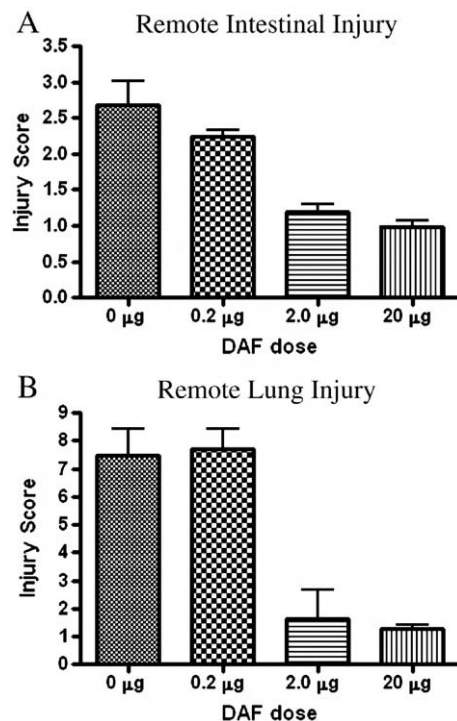 A
Remote Intestinal Injury
Injury Score
3.5
3.0
2.5
2.0
1.5
1.0
0.5
0.0
0 μg 0.2 μg 2.0 μg 20 μg
DAF dose
B
Remote Lung Injury
Injury Score
9
8
7
6
5
4
3
2
1
0
0 μg 0.2 μg 2.0 μg 20 μg
DAF dose